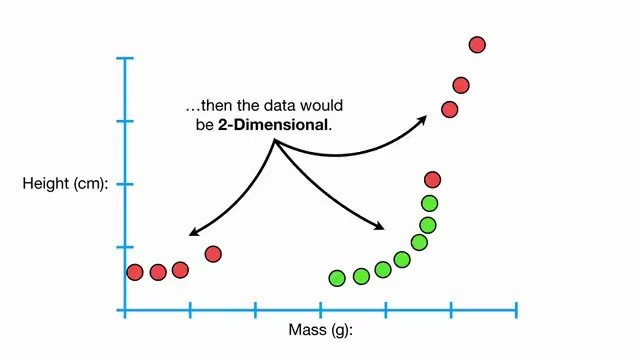 …then the data would
be 2-Dimensional.
Height (cm):
Mass (g):